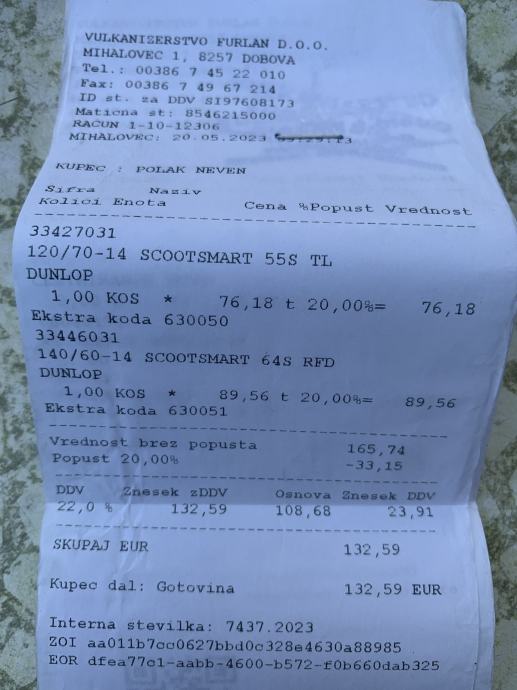 VULKANIZERSTVO FURLAN D.O.O.
MIHALOVEC 1, 8257 DOBOVA
Tel.: 00386 7 45 22 010
Fax: 00386 7 49 67 214
ID st. za DDV SI97608173
Maticna st: 8546215000
RACUN 1-10-12306
MIHALOVEC: 20.05.2023
KUPEC : POLAK NEVEN
Sifra Naziv
Kolici Enota Cena %Popust Vrednost
33427031
120/70-14 SCOOTSMART 55S TL
DUNLOP
1,00 KOS * 76,18 t 20,00%= 76,18
Ekstra koda 630050
33446031
140/60-14 SCOOTSMART 64S RFD
DUNLOP
1,00 KOS * 89,56 t 20,00%= 89,56
Ekstra koda 630051
Vrednost brez popusta 165,74
Popust 20,00% -33,15
DDV Znesek zDDV Osnova Znesek DDV
22,0 % 132,59 108,68 23,91
SKUPAJ EUR 132,59
Kupec dal: Gotovina 132,59 EUR
Interna stevilka: 7437.2023
ZOI aa011b7cc0627bbd0c328e4630a88985
EOR dfea77c1-aabb-4600-b572-f0b660dab325